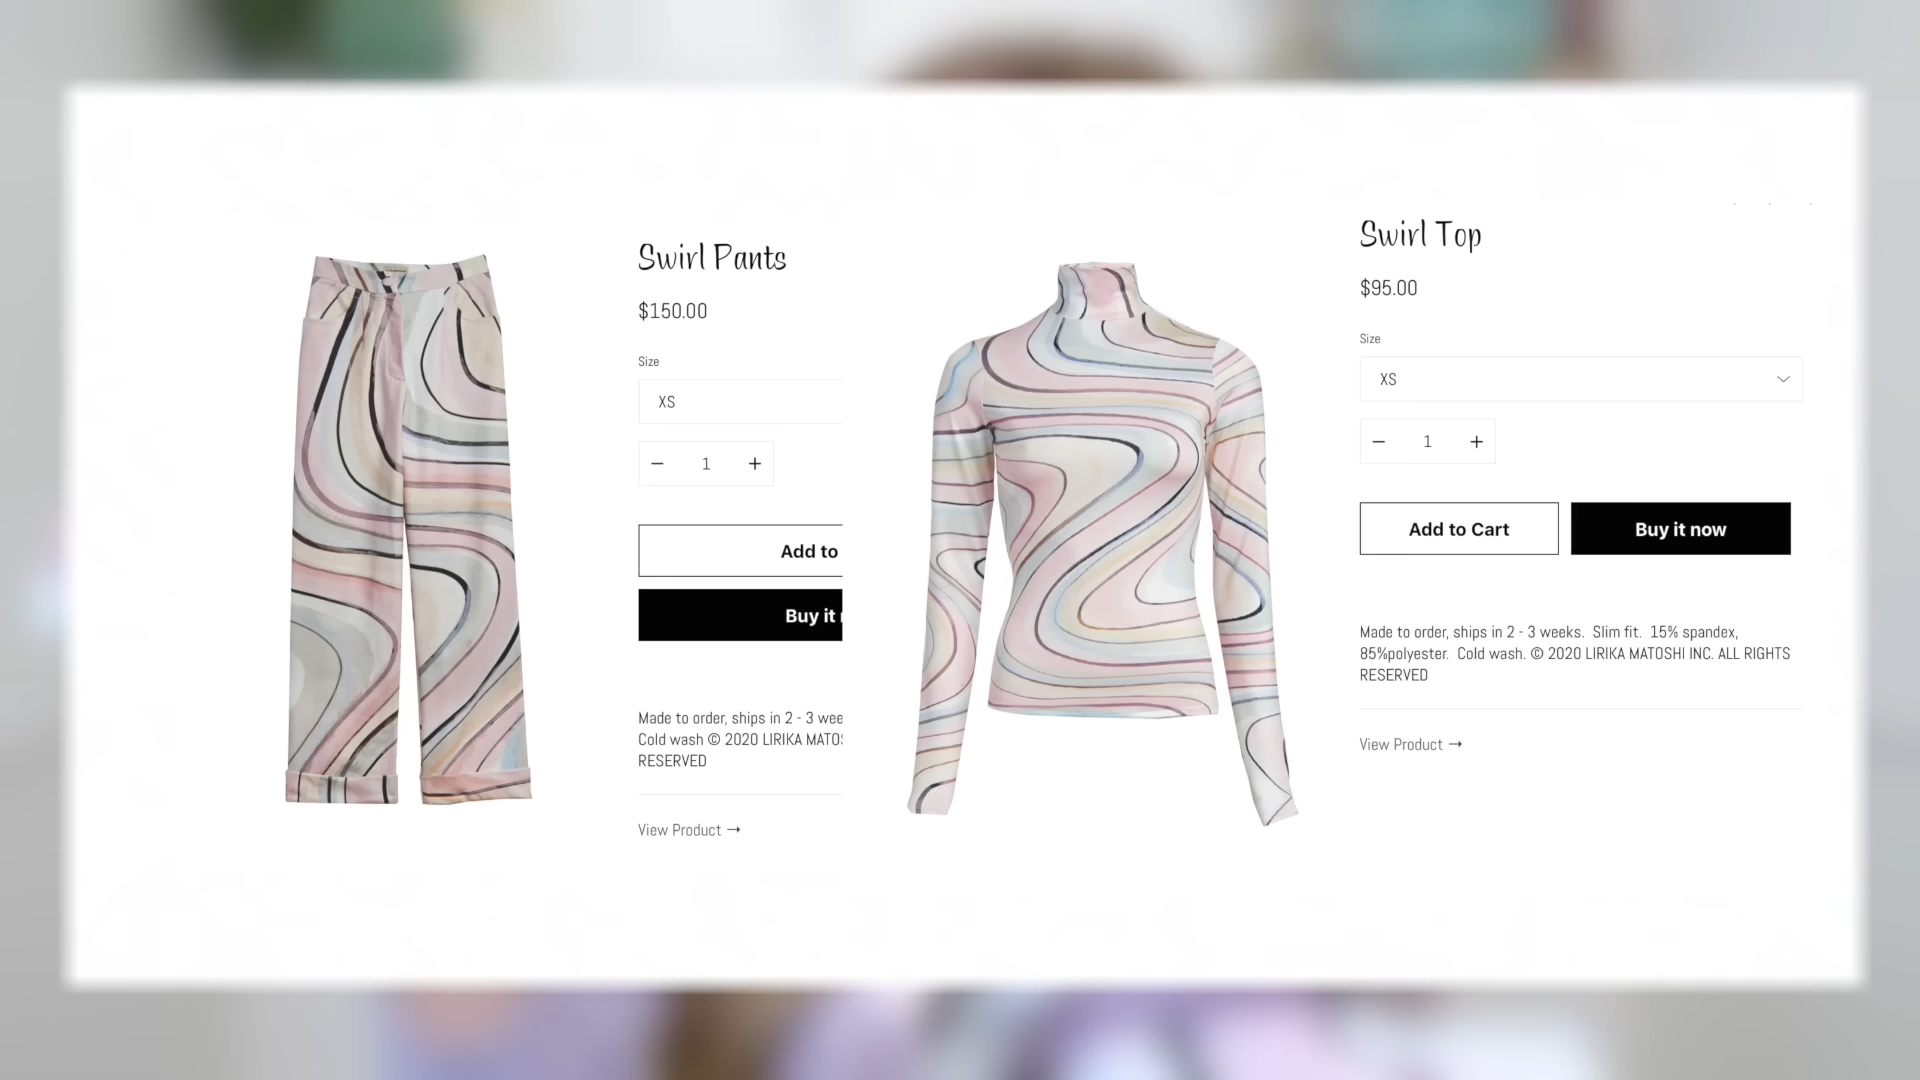 Swirl Pants
$150.00
Size
XS
− 1 +
Add to
Buy it
Made to order, ships in 2 - 3 wee
Cold wash © 2020 LIRIKA MATOS
RESERVED
View Product →
Swirl Top
$95.00
Size
XS
− 1 +
Add to Cart
Buy it now
Made to order, ships in 2 - 3 weeks. Slim fit. 15% spandex,
85%polyester. Cold wash. © 2020 LIRIKA MATOSHI INC. ALL RIGHTS
RESERVED
View Product →